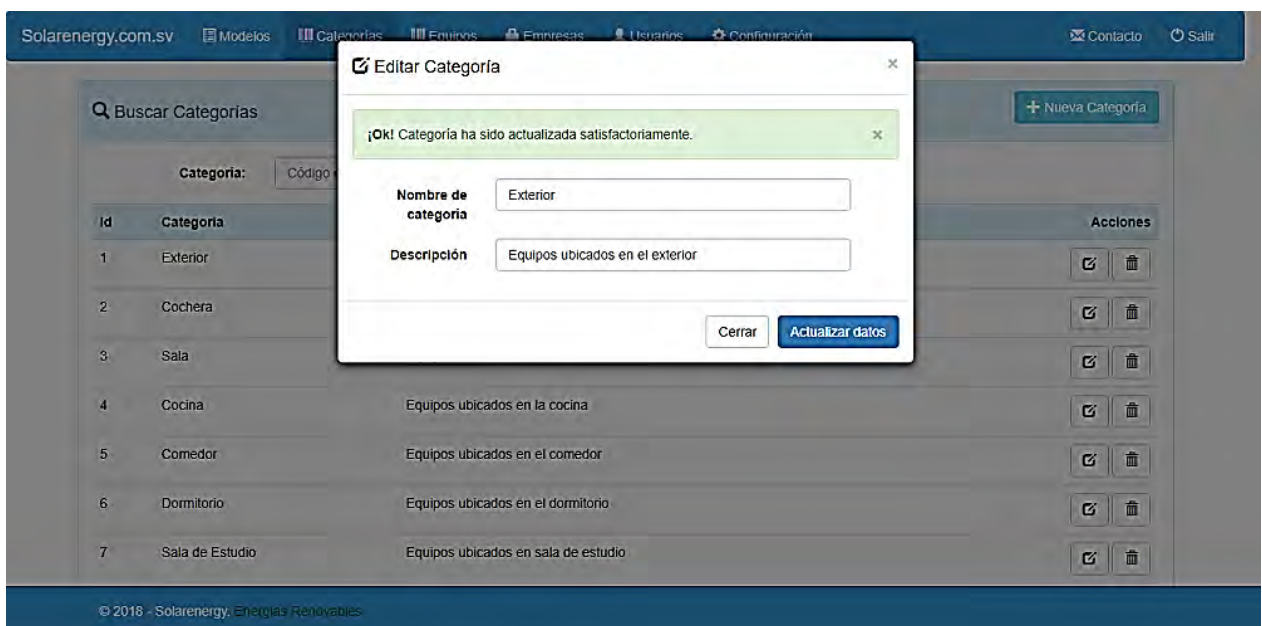 Solarenergy.com.sv Modelos Categorías Equipos Empresas Usuarios Configuración Contacto Salir
Editar Categoría ×
Buscar Categorías + Nueva Categoría
¡Ok! Categoría ha sido actualizada satisfactoriamente. ×
Categoria: Código
Nombre de categoria Exterior
Id Categoria Acciones
Descripción Equipos ubicados en el exterior
1 Exterior
2 Cochera
Cerrar Actualizar datos
3 Sala
4 Cocina Equipos ubicados en la cocina
5 Comedor Equipos ubicados en el comedor
6 Dormitorio Equipos ubicados en el dormitorio
7 Sala de Estudio Equipos ubicados en sala de estudio
© 2018 - Solarenergy. Energías Renovables